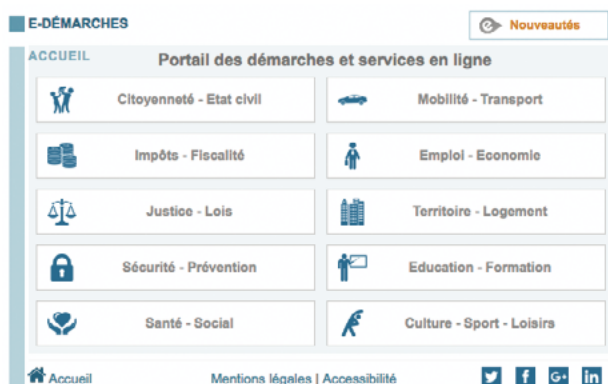 E-DÉMARCHES
Nouveautés
ACCUEIL
Portail des démarches et services en ligne
Citoyenneté - Etat civil
Mobilité - Transport
Impôts - Fiscalité
Emploi - Economie
Justice - Lois
Territoire - Logement
Sécurité - Prévention
Education - Formation
Santé - Social
Culture - Sport - Loisirs
Accueil
Mentions légales | Accessibilité